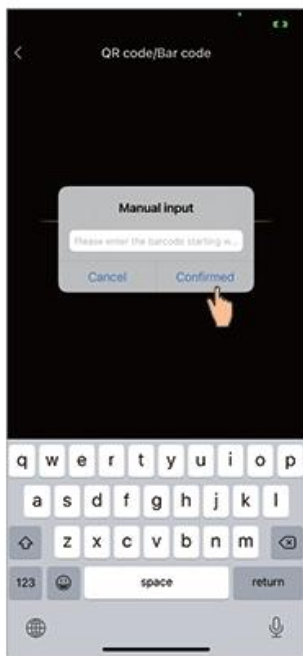 QR code/Bar code
Manual input
Please enter the barcode starting w...
Cancel Confirmed
q w e r t y u i o p
a s d f g h j k l
z x c v b n m
123 space return